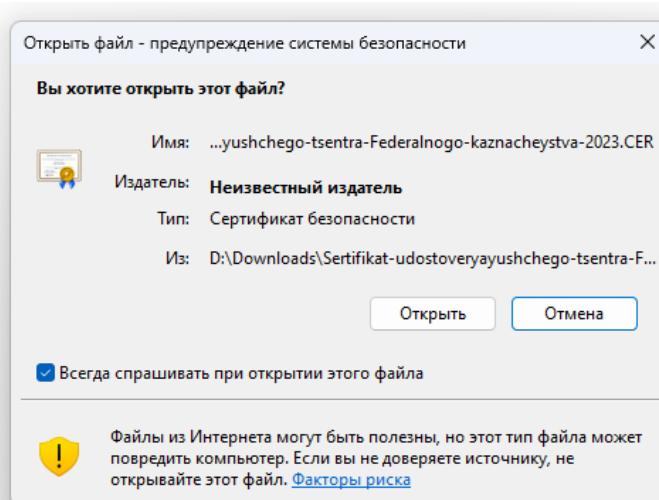 Открыть файл - предупреждение системы безопасности
Вы хотите открыть этот файл?
Имя: ...yushchego-tsentra-Federalnogo-kaznacheystva-2023.CER
Издатель: Неизвестный издатель
Тип: Сертификат безопасности
Из: D:\Downloads\Sertifikat-udostoveryayushchego-tsentra-F...
Открыть Отмена
Всегда спрашивать при открытии этого файла
Файлы из Интернета могут быть полезны, но этот тип файла может
повредить компьютер. Если вы не доверяете источнику, не
открывайте этот файл. Факторы риска